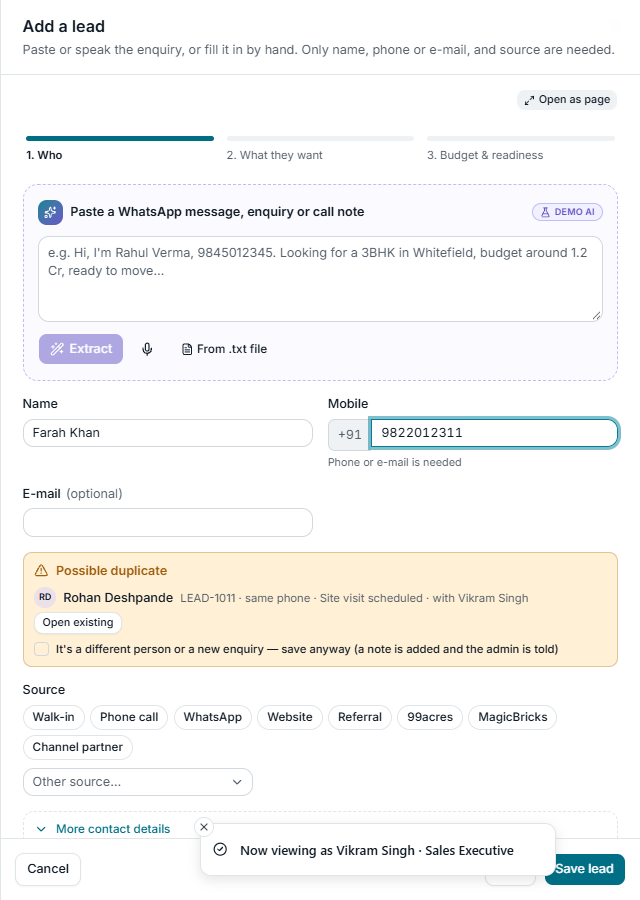 Add a lead
Paste or speak the enquiry, or fill it in by hand. Only name, phone or e-mail, and source are needed.
Open as page
1. Who
2. What they want
3. Budget & readiness
Paste a WhatsApp message, enquiry or call note
DEMO AI
e.g. Hi, I'm Rahul Verma, 9845012345. Looking for a 3BHK in Whitefield, budget around 1.2
Cr, ready to move...
Extract
From .txt file
Name
Mobile
Farah Khan
+91
9822012311
Phone or e-mail is needed
E-mail (optional)
Possible duplicate
RD Rohan Deshpande LEAD-1011 · same phone · Site visit scheduled · with Vikram Singh
Open existing
It's a different person or a new enquiry — save anyway (a note is added and the admin is told)
Source
Walk-in
Phone call
WhatsApp
Website
Referral
99acres
MagicBricks
Channel partner
Other source...
More contact details
Now viewing as Vikram Singh · Sales Executive
Cancel
Save lead